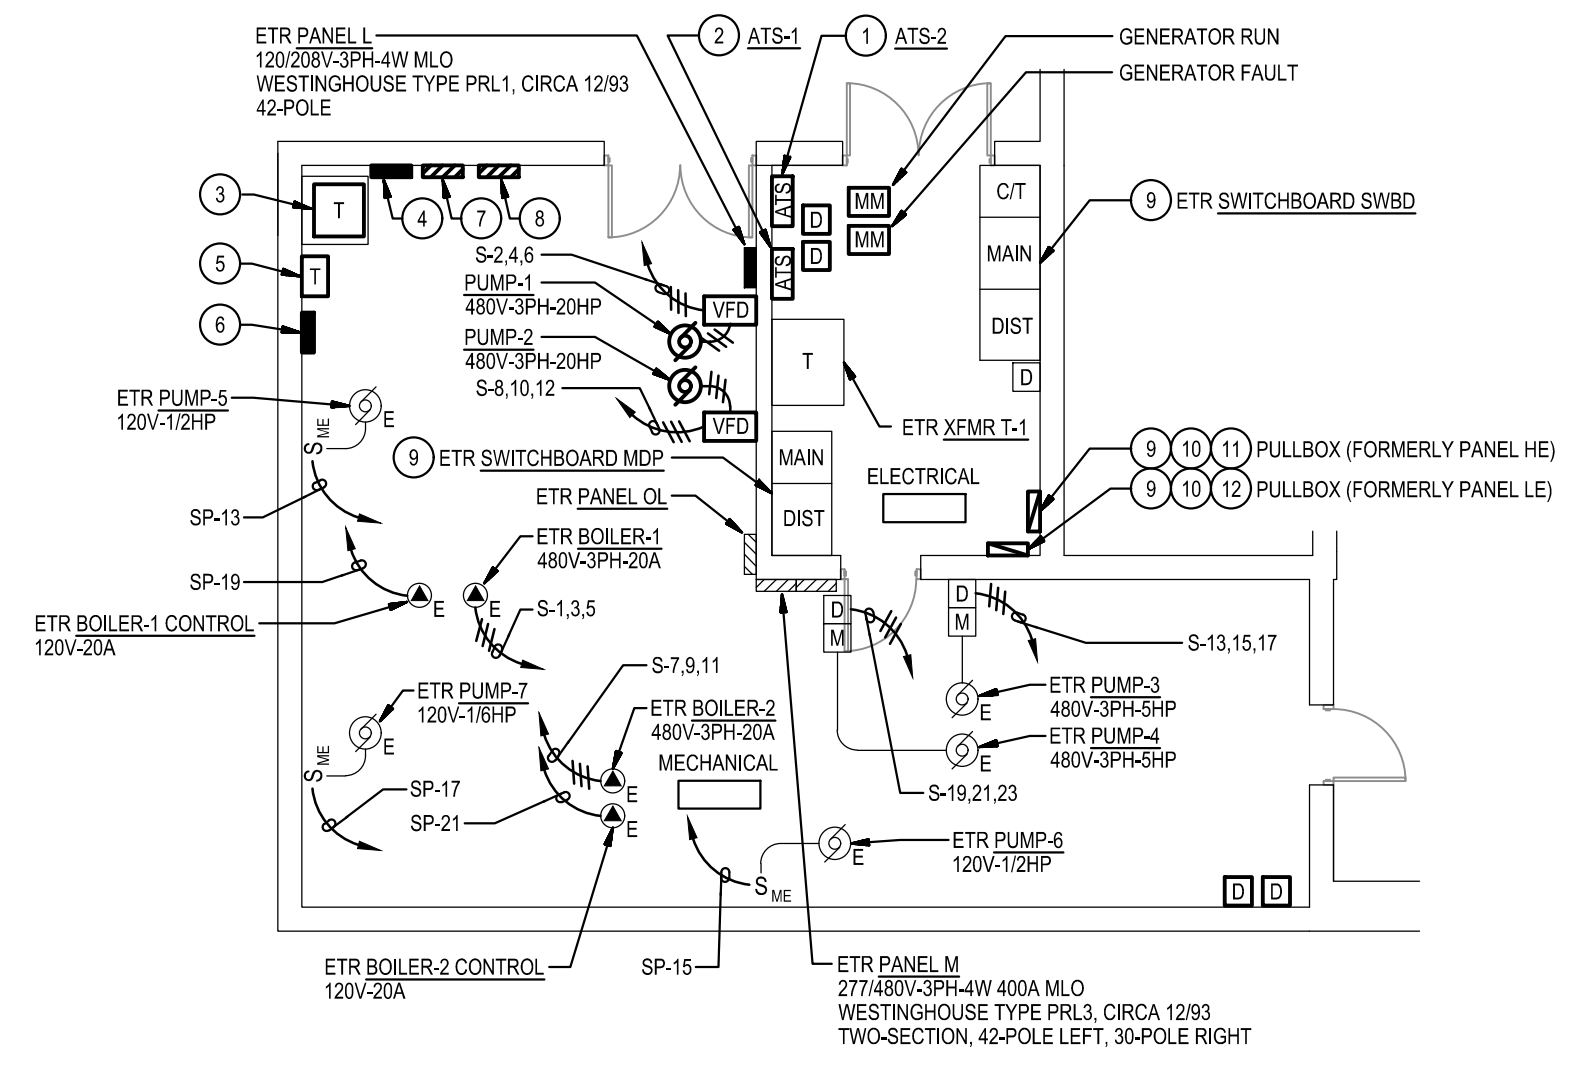 ETR PANEL L
120/208V-3PH-4W MLO
WESTINGHOUSE TYPE PRL1, CIRCA 12/93
42-POLE
2 ATS-1
1 ATS-2
GENERATOR RUN
GENERATOR FAULT
3
T
4
7
8
5
T
6
S-2,4,6
PUMP-1
480V-3PH-20HP
PUMP-2
480V-3PH-20HP
S-8,10,12
VFD
VFD
ATS
ATS
D
D
MM
MM
C/T
MAIN
DIST
D
9 ETR SWITCHBOARD SWBD
T
ETR XFMR T-1
ETR PUMP-5
120V-1/2HP
E
S ME
SP-13
9 ETR SWITCHBOARD MDP
MAIN
DIST
ETR PANEL OL
ELECTRICAL
9 10 11 PULLBOX (FORMERLY PANEL HE)
9 10 12 PULLBOX (FORMERLY PANEL LE)
ETR BOILER-1
480V-3PH-20A
E
S-1,3,5
SP-19
E
ETR BOILER-1 CONTROL
120V-20A
D
M
D
M
S-13,15,17
S-7,9,11
ETR PUMP-7
120V-1/6HP
E
S ME
SP-17
SP-21
ETR BOILER-2
480V-3PH-20A
E
E
MECHANICAL
ETR PUMP-3
480V-3PH-5HP
E
ETR PUMP-4
480V-3PH-5HP
E
S-19,21,23
ETR PUMP-6
120V-1/2HP
E
S ME
D
D
ETR BOILER-2 CONTROL
120V-20A
SP-15
ETR PANEL M
277/480V-3PH-4W 400A MLO
WESTINGHOUSE TYPE PRL3, CIRCA 12/93
TWO-SECTION, 42-POLE LEFT, 30-POLE RIGHT